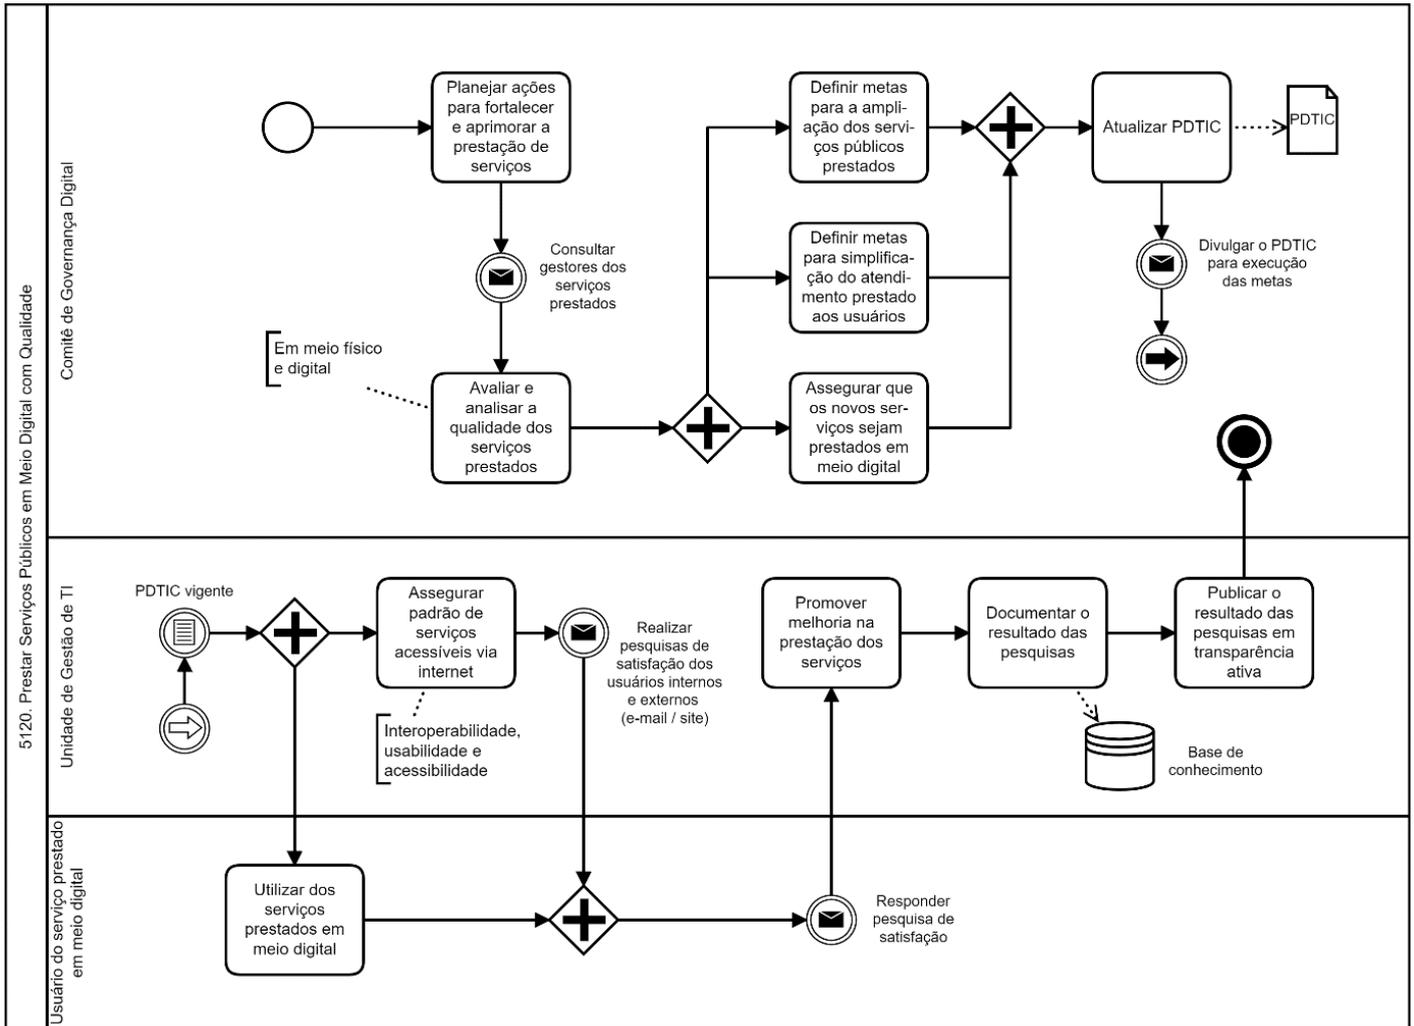 5120. Prestar Serviços Públicos em Meio Digital com Qualidade
Comitê de Governança Digital
Planejar ações
para fortalecer
e aprimorar a
prestação de
serviços
Consultar
gestores dos
serviços
prestados
Em meio físico
e digital
Avaliar e
analisar a
qualidade dos
serviços
prestados
Definir metas
para a ampli-
ação dos servi-
ços públicos
prestados
Definir metas
para simplifica-
ção do atendi-
mento prestado
aos usuários
Assegurar que
os novos ser-
viços sejam
prestados em
meio digital
Atualizar PDTIC
PDTIC
Divulgar o PDTIC
para execução
das metas
Unidade de Gestão de TI
PDTIC vigente
Assegurar
padrão de
serviços
acessíveis via
internet
Interoperabilidade,
usabilidade e
acessibilidade
Realizar
pesquisas de
satisfação dos
usuários internos
e externos
(e-mail / site)
Promover
melhoria na
prestação dos
serviços
Documentar o
resultado das
pesquisas
Base de
conhecimento
Publicar o
resultado das
pesquisas em
transparência
ativa
Usuário do serviço prestado
em meio digital
Utilizar dos
serviços
prestados em
meio digital
Responder
pesquisa de
satisfação